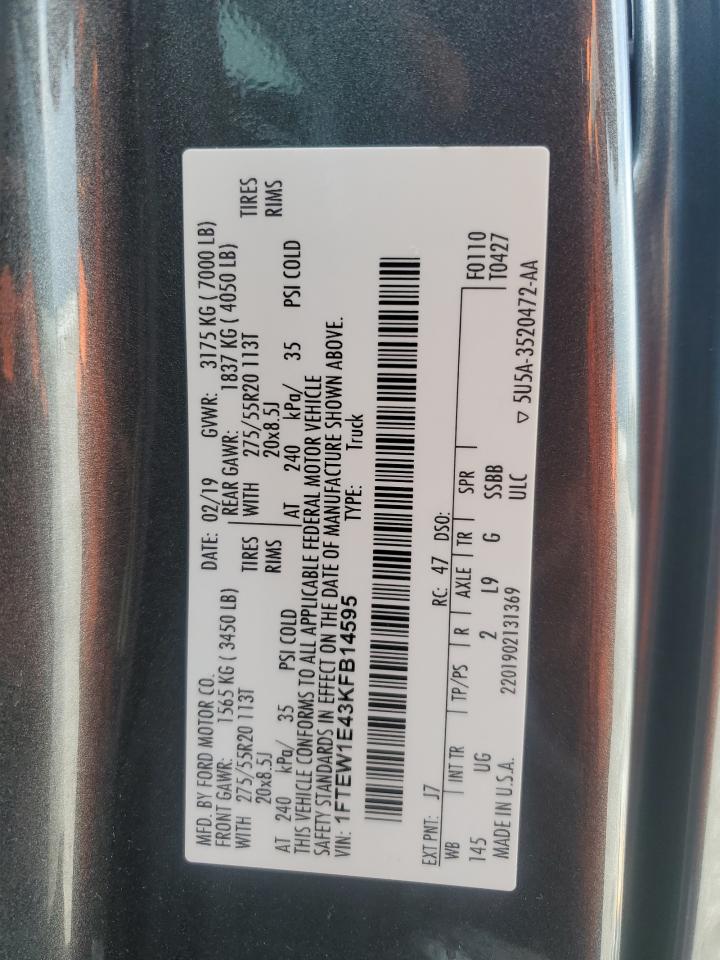 MFD. BY FORD MOTOR CO. DATE: 02/19 GVWR: 3175 KG ( 7000 LB)
FRONT GAWR: 1565 KG ( 3450 LB) REAR GAWR: 1837 KG ( 4050 LB)
WITH 275/55R20 113T TIRES WITH 275/55R20 113T TIRES
20x8.5J RIMS 20x8.5J RIMS
AT 240 kPa/ 35 PSI COLD AT 240 kPa/ 35 PSI COLD
THIS VEHICLE CONFORMS TO ALL APPLICABLE FEDERAL MOTOR VEHICLE
SAFETY STANDARDS IN EFFECT ON THE DATE OF MANUFACTURE SHOWN ABOVE.
VIN: 1FTEW1E43KFB14595 TYPE: Truck
EXT PNT: J7 RC: 47 DSO:
WB INT TR TP/PS R AXLE TR SPR F0110
145 UG 2 L9 G SSBB T0427
MADE IN U.S.A. 2201902131369 ULC ▽ 5U5A-3520472-AA